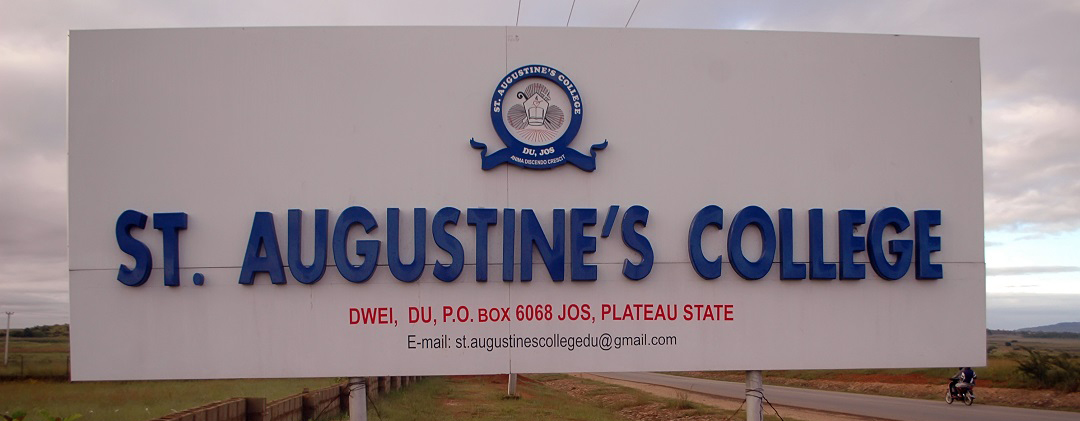 ST. AUGUSTINE'S COLLEGE
DU, JOS
ANIMA DISCENDO CRESCIT
ST. AUGUSTINE'S COLLEGE
DWEI, DU, P.O. BOX 6068 JOS, PLATEAU STATE
E-mail: st.augustinescollegedu@gmail.com